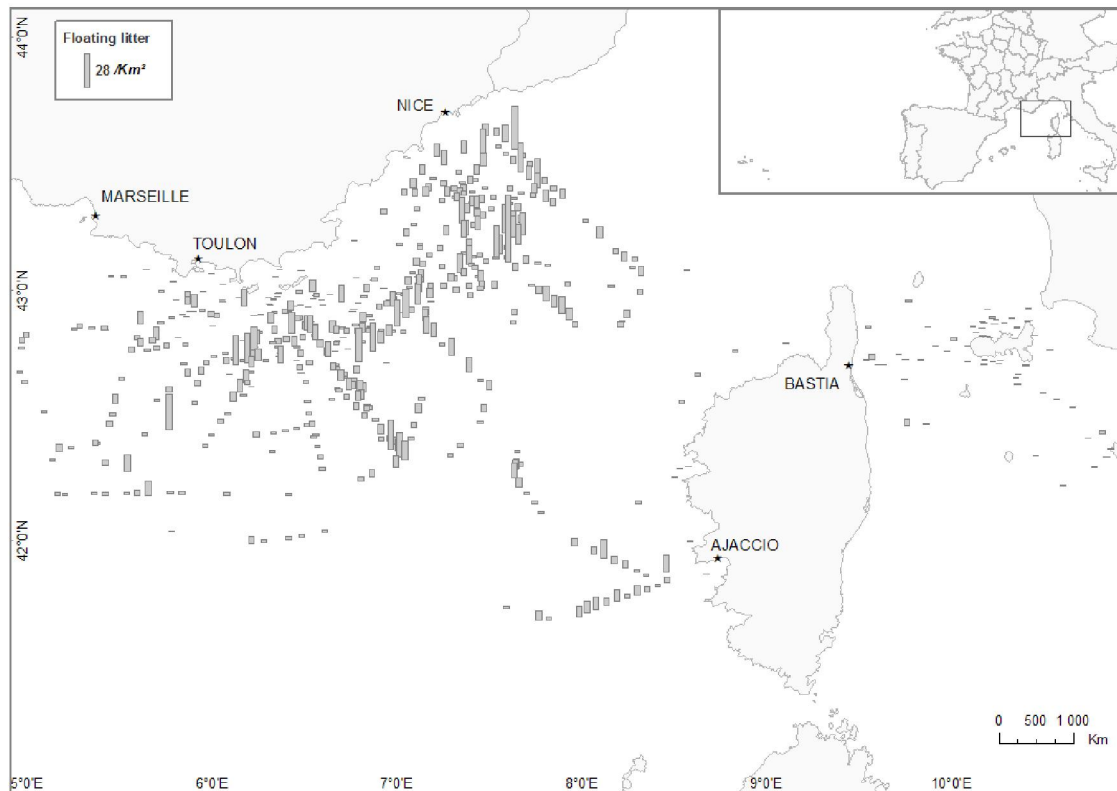 44°0'N
Floating litter
28 /Km²
NICE
MARSEILLE
TOULON
43°0'N
BASTIA
42°0'N
AJACCIO
0 500 1 000
Km
5°0'E 6°0'E 7°0'E 8°0'E 9°0'E 10°0'E